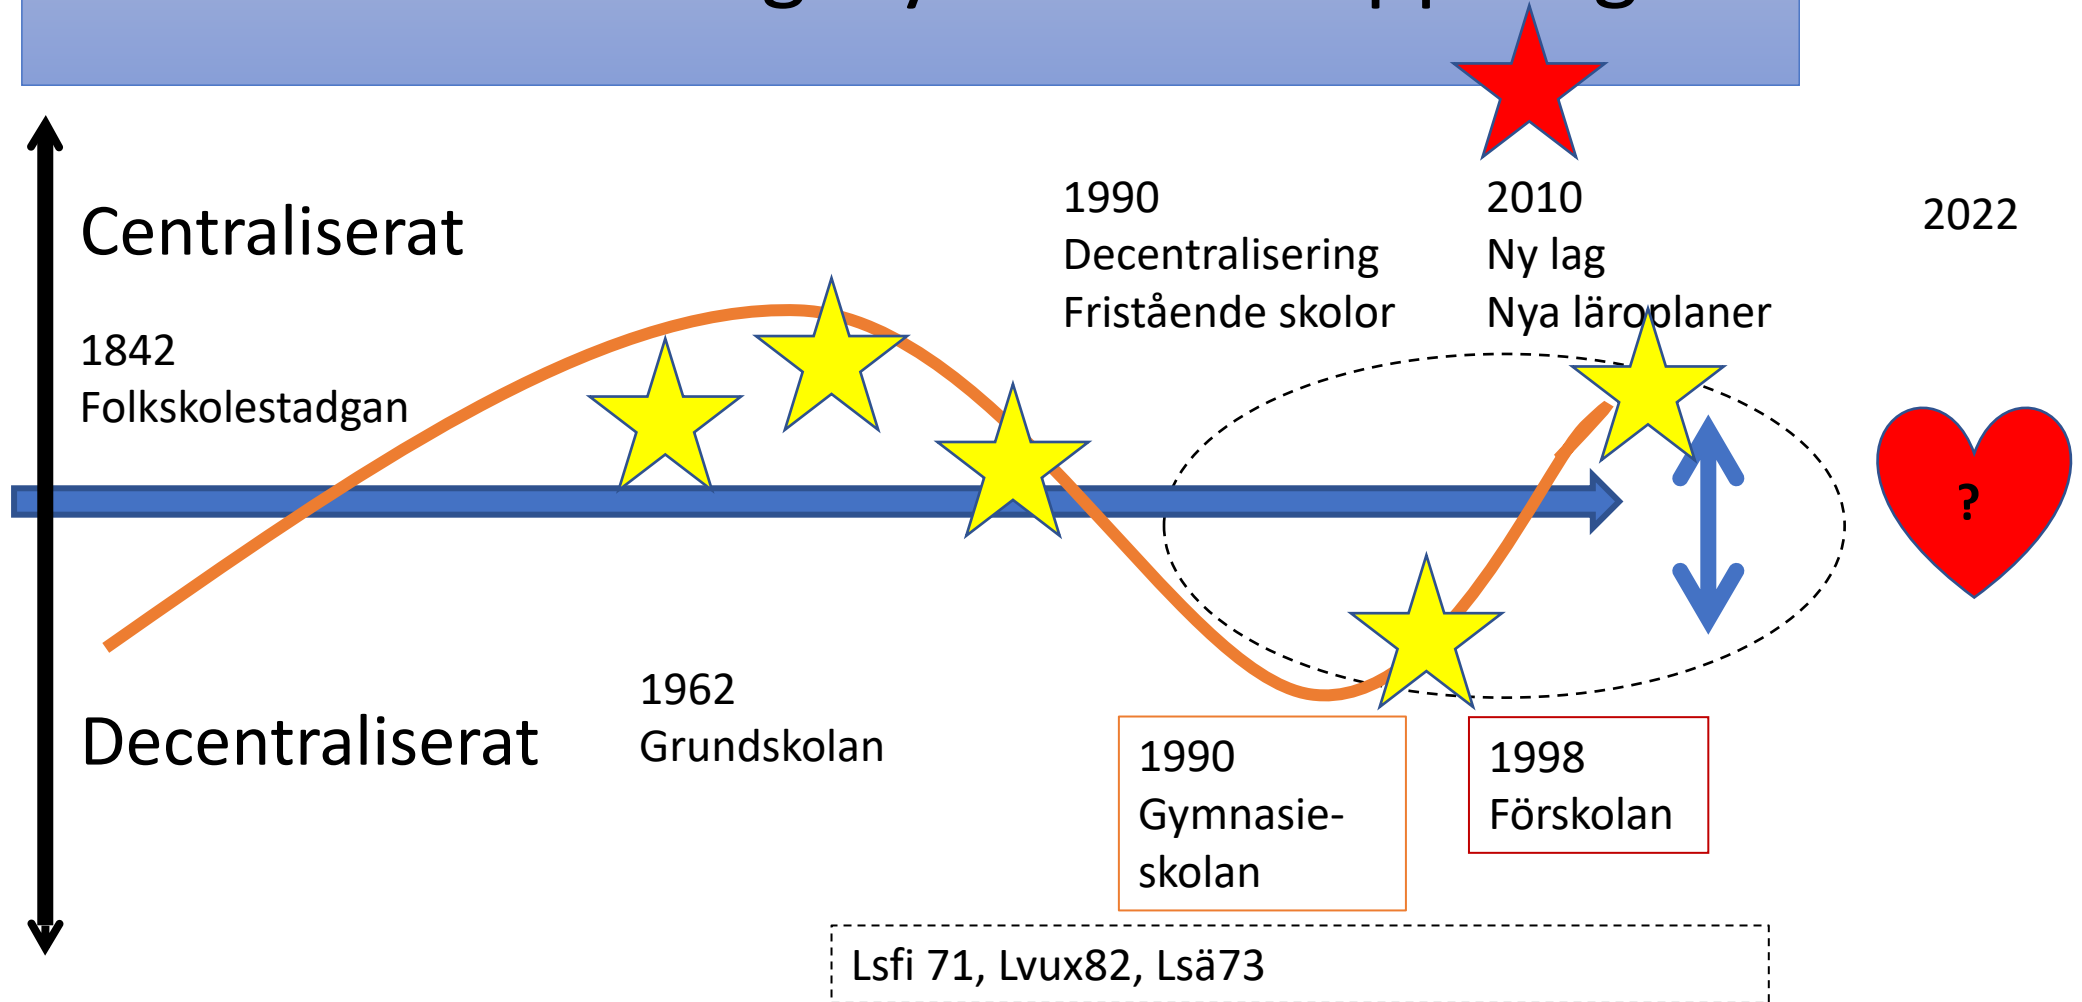 Centraliserat
1842
Folkskolestadgan
1990
Decentralisering
Fristående skolor
2010
Ny lag
Nya läroplaner
2022
?
Decentraliserat
1962
Grundskolan
1990
Gymnasie-
skolan
1998
Förskolan
Lsfi 71, Lvux82, Lsä73